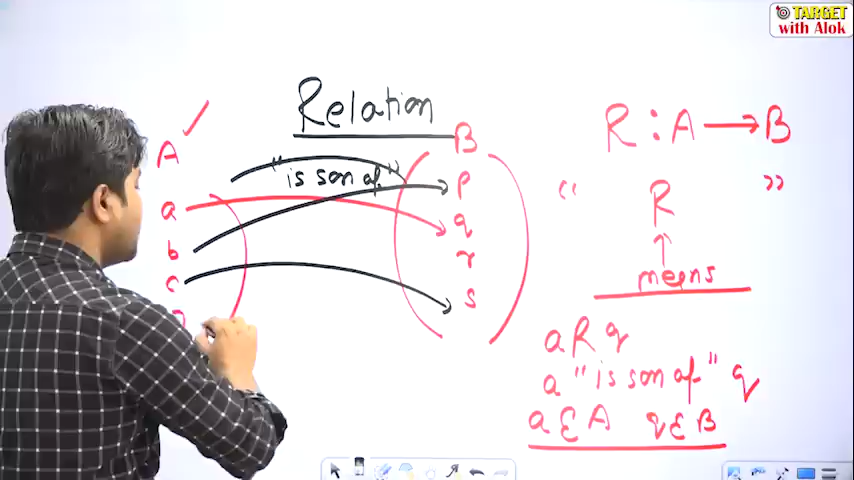 TARGET
with Alok
Relation
A
B
"is son of"
a
b
c
p
q
r
s
R : A → B
" R "
↑
means
a R q
a "is son of" q
a ∈ A q ∈ B